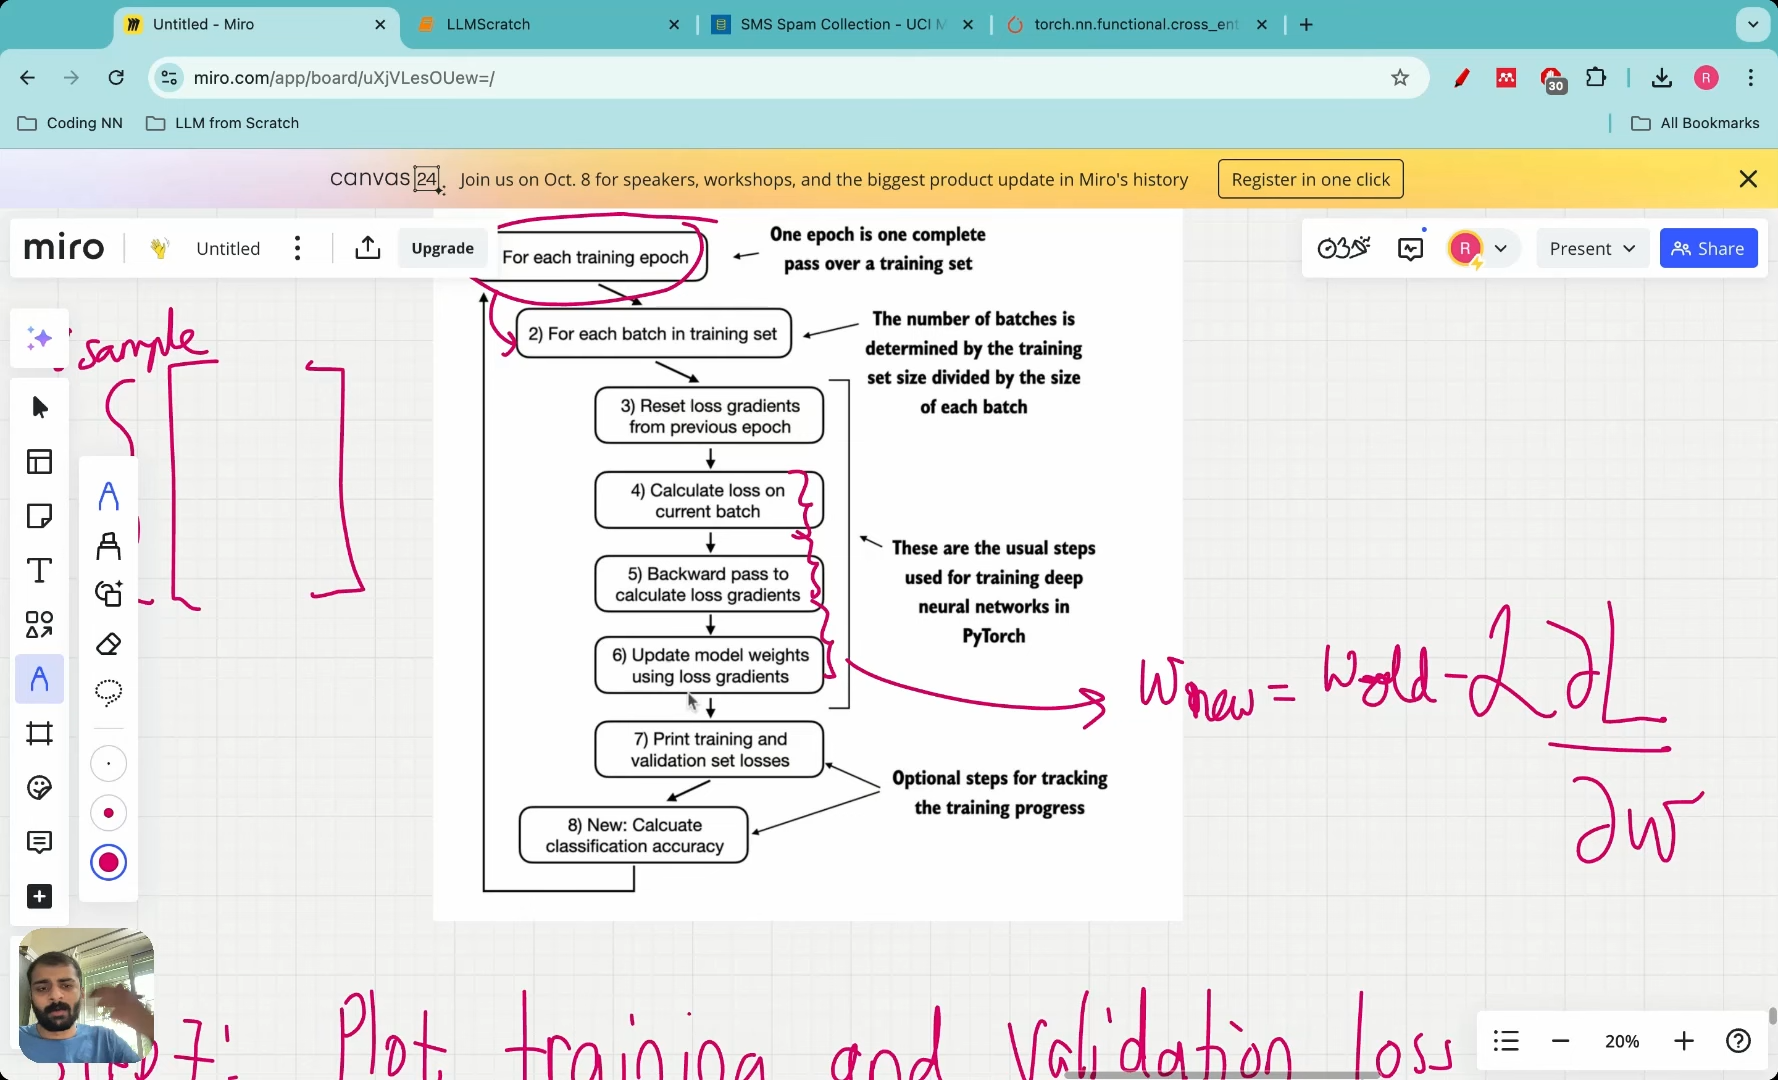 Untitled - Miro
LLMScratch
SMS Spam Collection - UCI M
torch.nn.functional.cross_ent
miro.com/app/board/uXjVLesOUew=/
30
R
Coding NN
LLM from Scratch
All Bookmarks
canvas 24
Join us on Oct. 8 for speakers, workshops, and the biggest product update in Miro's history
Register in one click
miro
Untitled
Upgrade
R
Present
Share
For each training epoch
One epoch is one complete
pass over a training set
2) For each batch in training set
The number of batches is
determined by the training
set size divided by the size
of each batch
sample
3) Reset loss gradients
from previous epoch
4) Calculate loss on
current batch
5) Backward pass to
calculate loss gradients
These are the usual steps
used for training deep
neural networks in
PyTorch
6) Update model weights
using loss gradients
Wnew = Wold - α ∂L
∂W
7) Print training and
validation set losses
Optional steps for tracking
the training progress
8) New: Calcuate
classification accuracy
7: Plot training and validation loss
20%